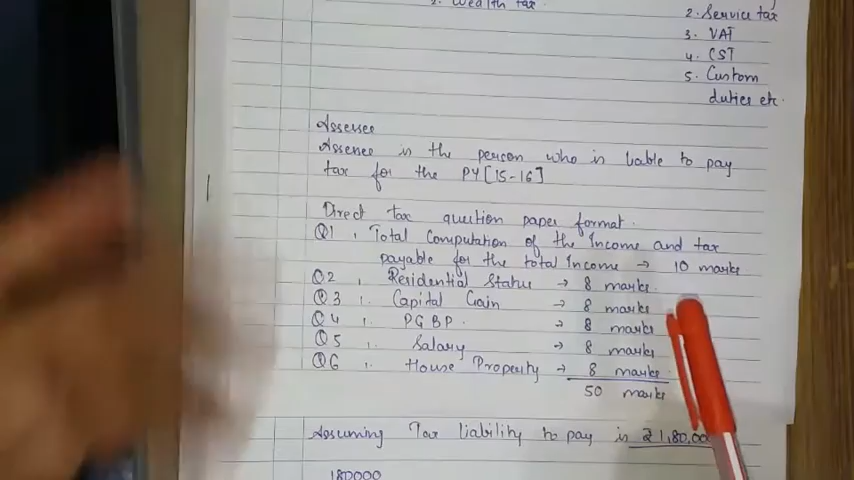 2. Wealth tax
2. Service tax
3. VAT
4. CST
5. Custom
duties etc.
Assessee
Assessee is the person who is liable to pay
tax for the PY [15-16]
Direct tax question paper format.
Q1 . Total Computation of the Income and tax
payable for the total Income → 10 marks.
Q2 . Residential Status → 8 marks.
Q3 . Capital Gain → 8 marks
Q4 . PGBP. → 8 marks
Q5 . Salary → 8 marks
Q6 . House Property → 8 marks
50 marks
Assuming Tax liability to pay is ₹1,80,00
180000